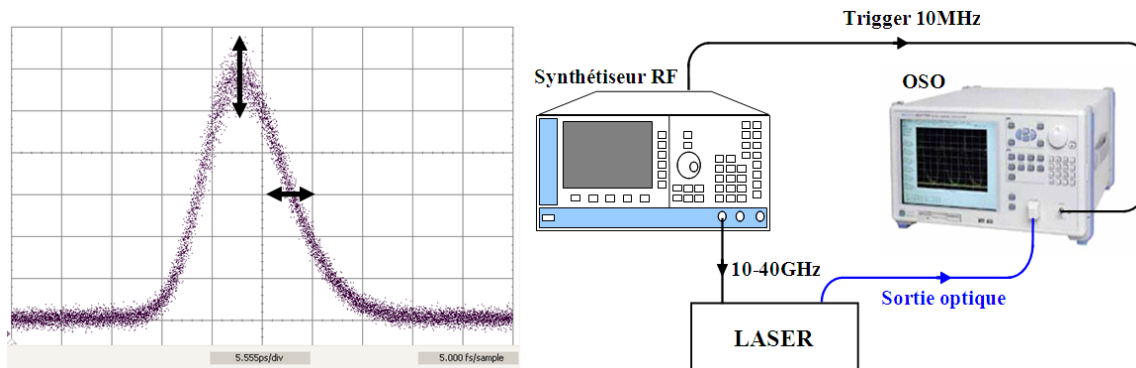 5.555ps/div
5.000 fs/sample
Trigger 10MHz
Synthétiseur RF
OSO
10-40GHz
Sortie optique
LASER